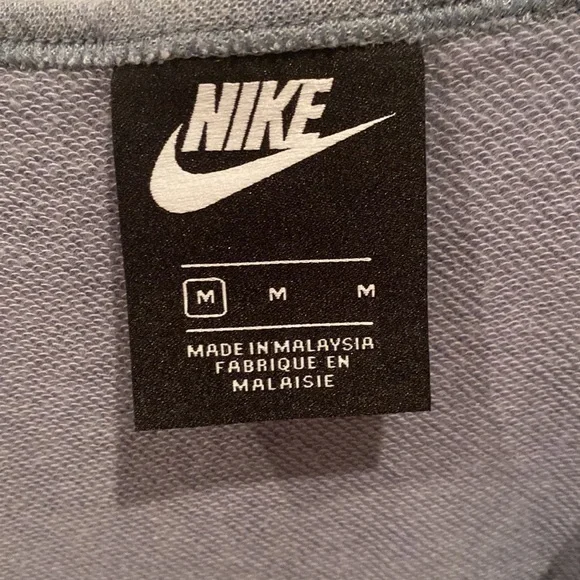 NIKE
M M M
MADE IN MALAYSIA
FABRIQUE EN
MALAISIE